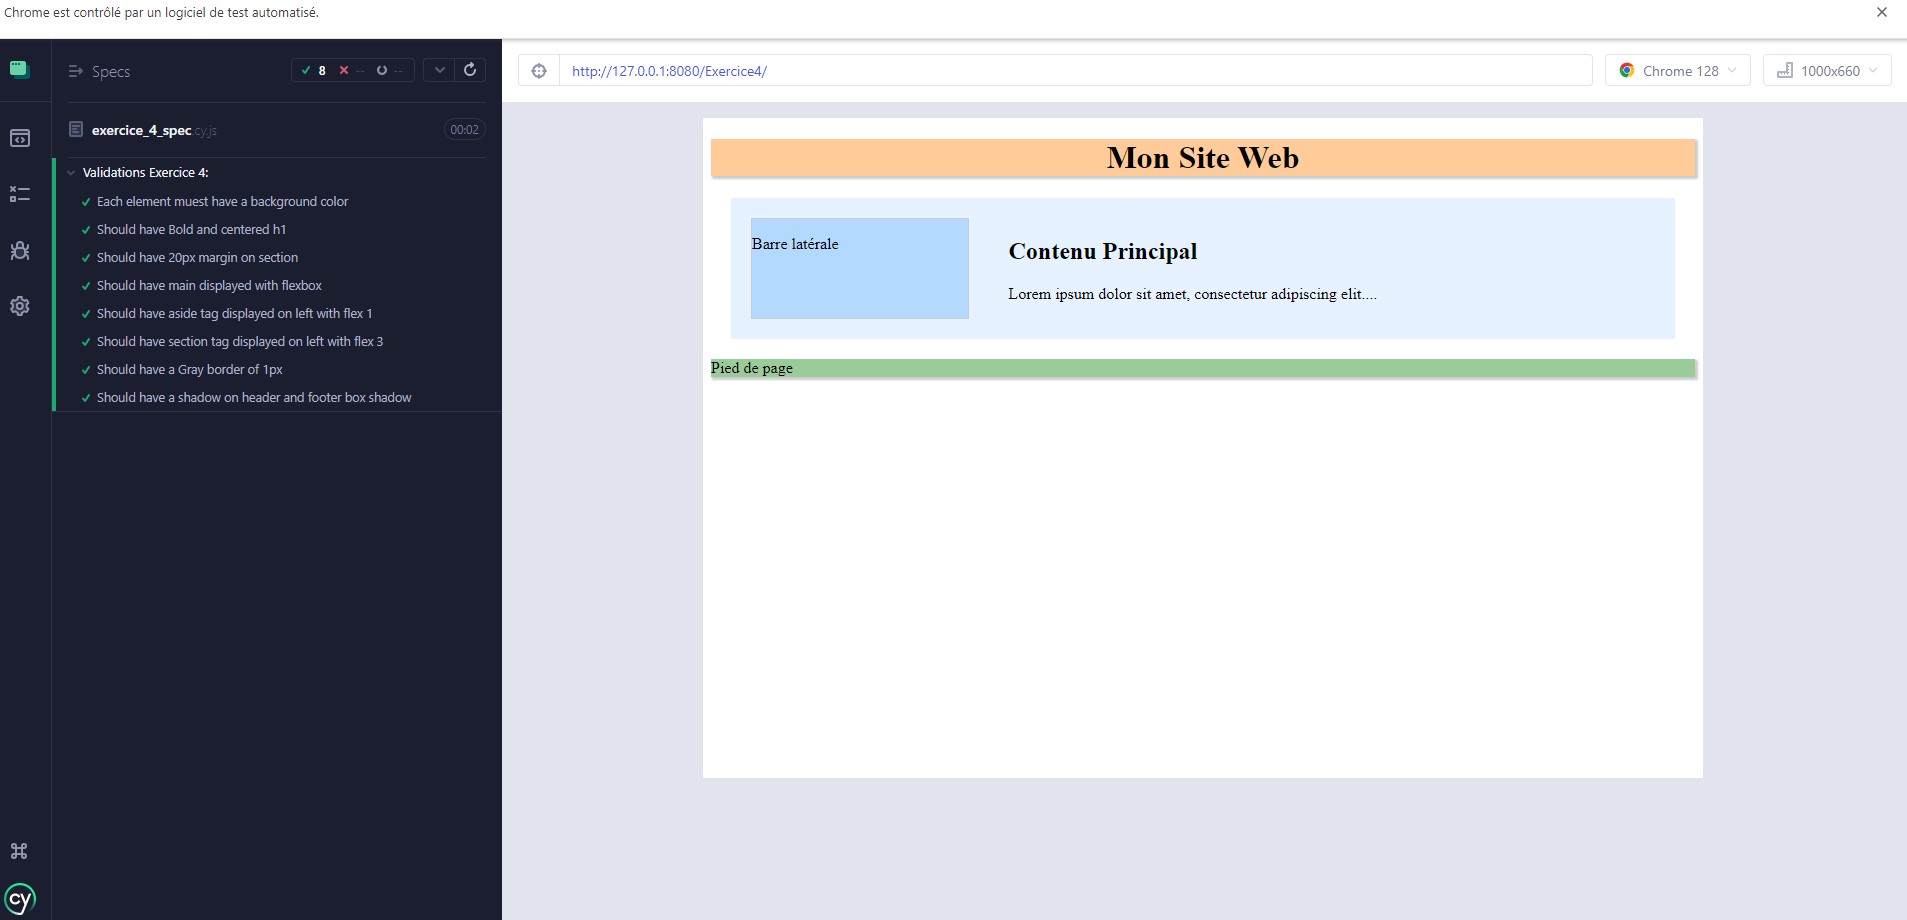 Chrome est contrôlé par un logiciel de test automatisé.
Specs
8 -- --
http://127.0.0.1:8080/Exercice4/
Chrome 128
1000x660
exercice_4_spec.cy.js
00:02
Validations Exercice 4:
Each element muest have a background color
Should have Bold and centered h1
Should have 20px margin on section
Should have main displayed with flexbox
Should have aside tag displayed on left with flex 1
Should have section tag displayed on left with flex 3
Should have a Gray border of 1px
Should have a shadow on header and footer box shadow
Mon Site Web
Barre latérale
Contenu Principal
Lorem ipsum dolor sit amet, consectetur adipiscing elit....
Pied de page
cy